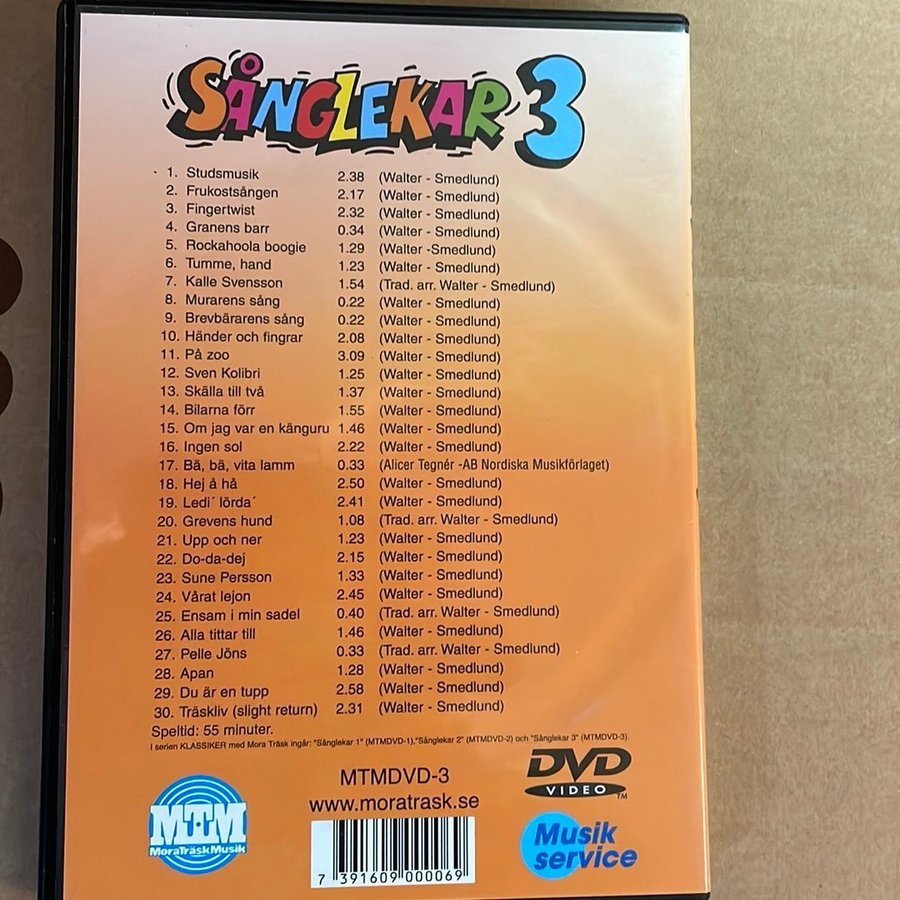 SÅNGLEKAR 3
1. Studsmusik 2.38 (Walter - Smedlund)
2. Frukostsången 2.17 (Walter - Smedlund)
3. Fingertwist 2.32 (Walter - Smedlund)
4. Granens barr 0.34 (Walter -Smedlund)
5. Rockahoola boogie 1.29 (Walter -Smedlund)
6. Tumme, hand 1.23 (Walter - Smedlund)
7. Kalle Svensson 1.54 (Trad. arr. Walter - Smedlund)
8. Murarens sång 0.22 (Walter - Smedlund)
9. Brevbärarens sång 0.22 (Walter - Smedlund)
10. Händer och fingrar 2.08 (Walter - Smedlund)
11. På zoo 3.09 (Walter - Smedlund)
12. Sven Kolibri 1.25 (Walter - Smedlund)
13. Skälla till två 1.37 (Walter - Smedlund)
14. Bilarna förr 1.55 (Walter - Smedlund)
15. Om jag var en känguru 1.46 (Walter - Smedlund)
16. Ingen sol 2.22 (Walter - Smedlund)
17. Bä, bä, vita lamm 0.33 (Alicer Tegnér -AB Nordiska Musikförlaget)
18. Hej å hå 2.50 (Walter - Smedlund)
19. Ledi´ lörda´ 2.41 (Walter - Smedlund)
20. Grevens hund 1.08 (Trad. arr. Walter - Smedlund)
21. Upp och ner 1.23 (Walter - Smedlund)
22. Do-da-dej 2.15 (Walter - Smedlund)
23. Sune Persson 1.33 (Walter - Smedlund)
24. Vårat lejon 2.45 (Walter - Smedlund)
25. Ensam i min sadel 0.40 (Trad. arr. Walter - Smedlund)
26. Alla tittar till 1.46 (Walter - Smedlund)
27. Pelle Jöns 0.33 (Trad. arr. Walter - Smedlund)
28. Apan 1.28 (Walter - Smedlund)
29. Du är en tupp 2.58 (Walter - Smedlund)
30. Träskliv (slight return) 2.31 (Walter - Smedlund)
Speltid: 55 minuter.
I serien KLASSIKER med Mora Träsk ingår: "Sånglekar 1" (MTMDVD-1),"Sånglekar 2" (MTMDVD-2) och "Sånglekar 3" (MTMDVD-3).
MTMDVD-3
www.moratrask.se
DVD
VIDEO
TM
MTM
MoraTräskMusik
Musik
service
7 391609 000069